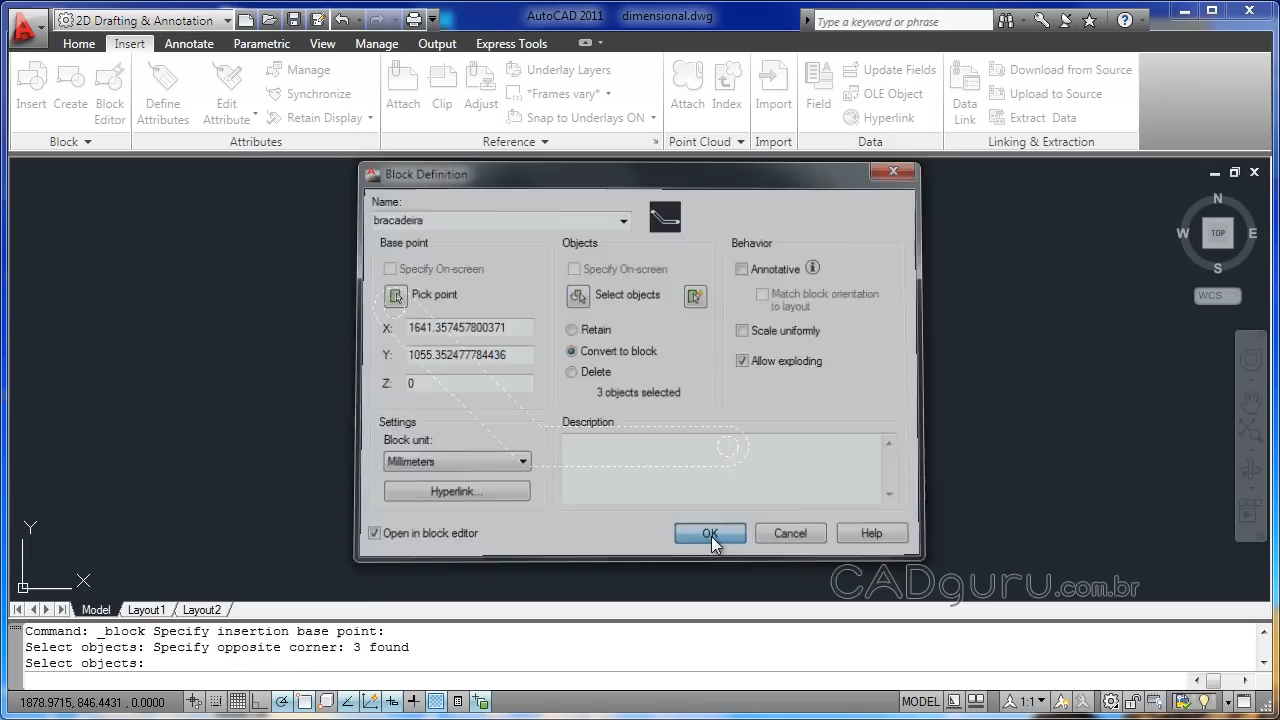 2D Drafting & Annotation
AutoCAD 2011 dimensional.dwg
Type a keyword or phrase
Home Insert Annotate Parametric View Manage Output Express Tools
Insert Create Block Editor
Define Attributes
Edit Attribute
Manage
Synchronize
Retain Display
Attach Clip Adjust
Underlay Layers
*Frames vary*
Snap to Underlays ON
Attach Index
Import
Field
Update Fields
OLE Object
Hyperlink
Data Link
Download from Source
Upload to Source
Extract Data
Block Attributes Reference Point Cloud Import Data Linking & Extraction
Block Definition
Name:
bracadeira
Base point
Specify On-screen
Pick point
X: 1641.357457800371
Y: 1055.352477784436
Z: 0
Objects
Specify On-screen
Select objects
Retain
Convert to block
Delete
3 objects selected
Behavior
Annotative
Match block orientation
to layout
Scale uniformly
Allow exploding
Settings
Block unit:
Millimeters
Hyperlink...
Description
Open in block editor
OK Cancel Help
N
W TOP E
S
WCS
Y
X
CADguru.com.br
Model Layout1 Layout2
Command: _block Specify insertion base point:
Select objects: Specify opposite corner: 3 found
Select objects:
1878.9715, 846.4431, 0.0000
MODEL
1:1